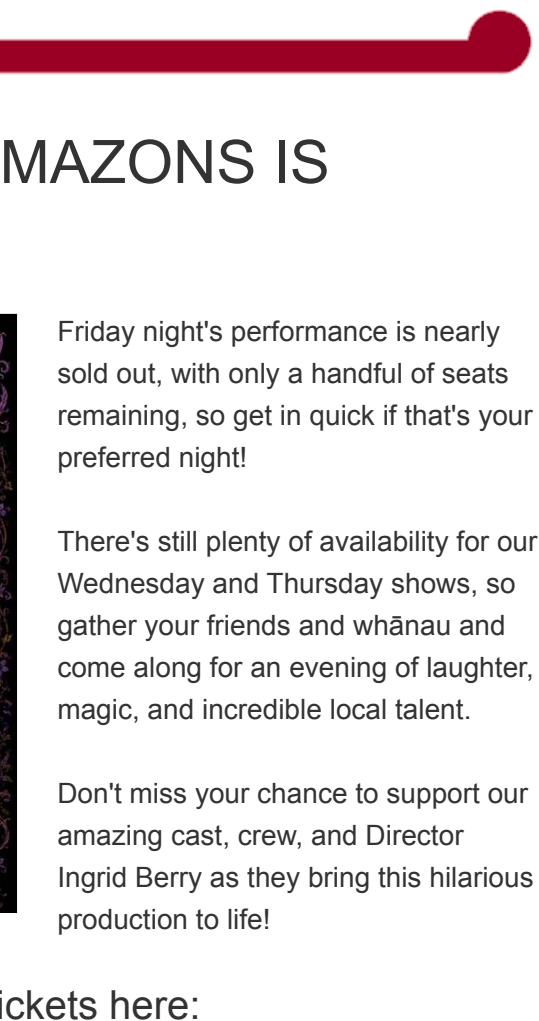 MAZONS IS
Friday night's performance is nearly
sold out, with only a handful of seats
remaining, so get in quick if that's your
preferred night!
There's still plenty of availability for our
Wednesday and Thursday shows, so
gather your friends and whānau and
come along for an evening of laughter,
magic, and incredible local talent.
Don't miss your chance to support our
amazing cast, crew, and Director
Ingrid Berry as they bring this hilarious
production to life!
ickets here: